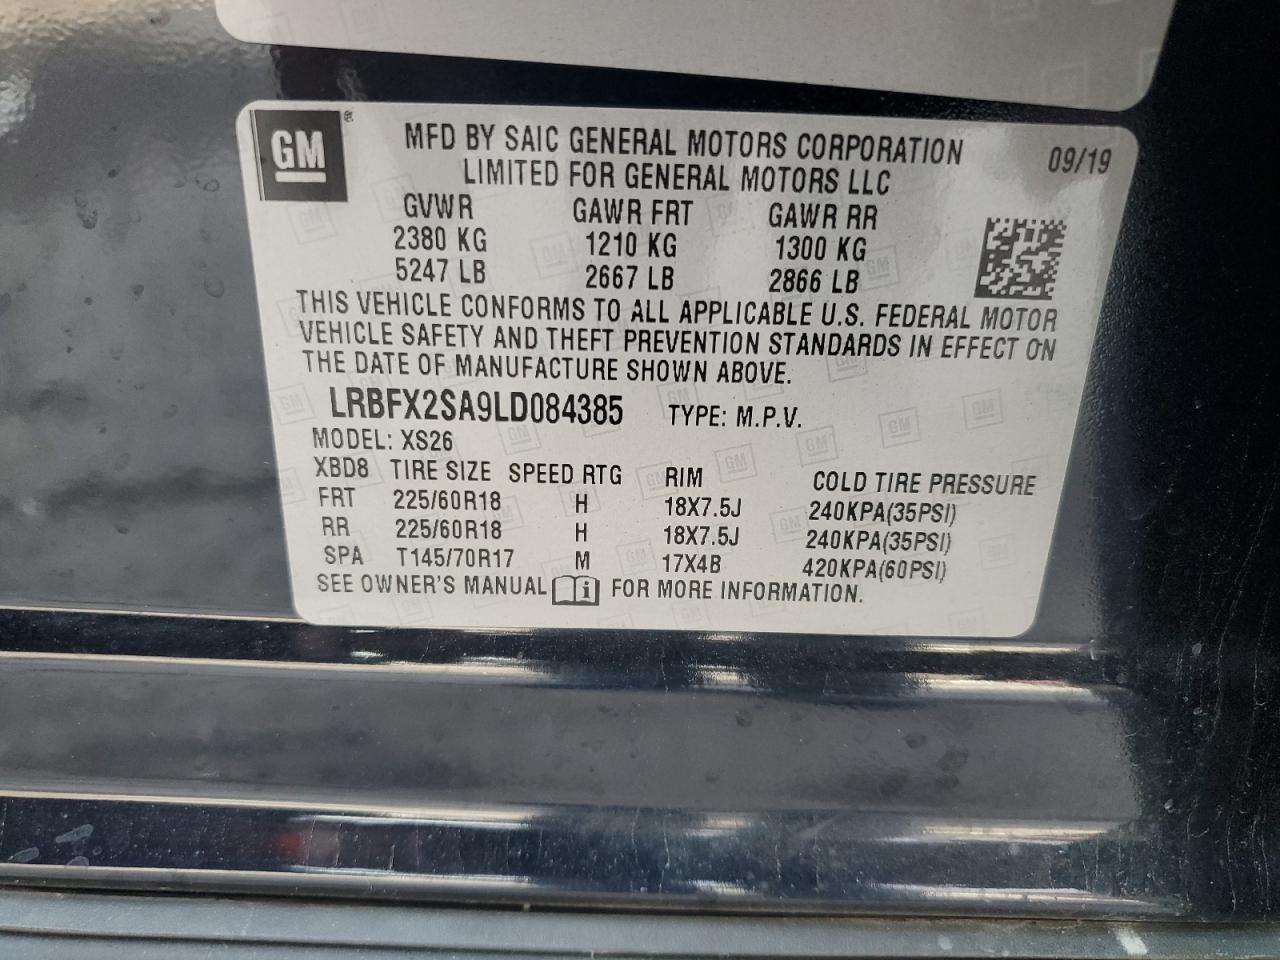 GM ®
MFD BY SAIC GENERAL MOTORS CORPORATION 09/19
LIMITED FOR GENERAL MOTORS LLC
GVWR GAWR FRT GAWR RR
2380 KG 1210 KG 1300 KG
5247 LB 2667 LB 2866 LB
THIS VEHICLE CONFORMS TO ALL APPLICABLE U.S. FEDERAL MOTOR
VEHICLE SAFETY AND THEFT PREVENTION STANDARDS IN EFFECT ON
THE DATE OF MANUFACTURE SHOWN ABOVE.
LRBFX2SA9LD084385 TYPE: M.P.V.
MODEL: XS26
XBD8 TIRE SIZE SPEED RTG RIM COLD TIRE PRESSURE
FRT 225/60R18 H 18X7.5J 240KPA(35PSI)
RR 225/60R18 H 18X7.5J 240KPA(35PSI)
SPA T145/70R17 M 17X4B 420KPA(60PSI)
SEE OWNER'S MANUAL i FOR MORE INFORMATION.